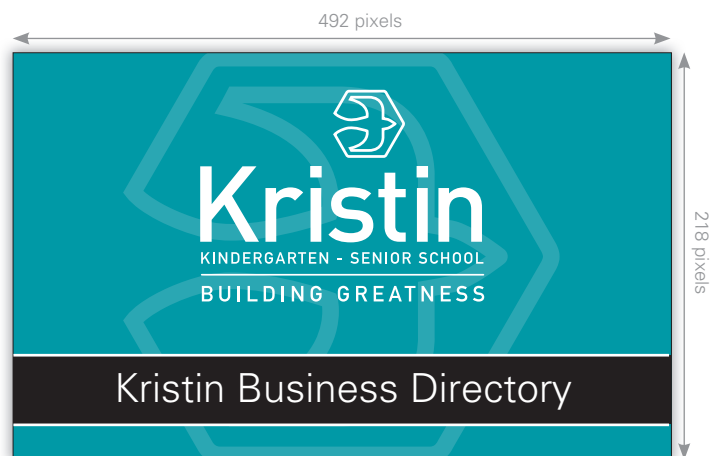 492 pixels
Kristin
KINDERGARTEN - SENIOR SCHOOL
BUILDING GREATNESS
218 pixels
Kristin Business Directory